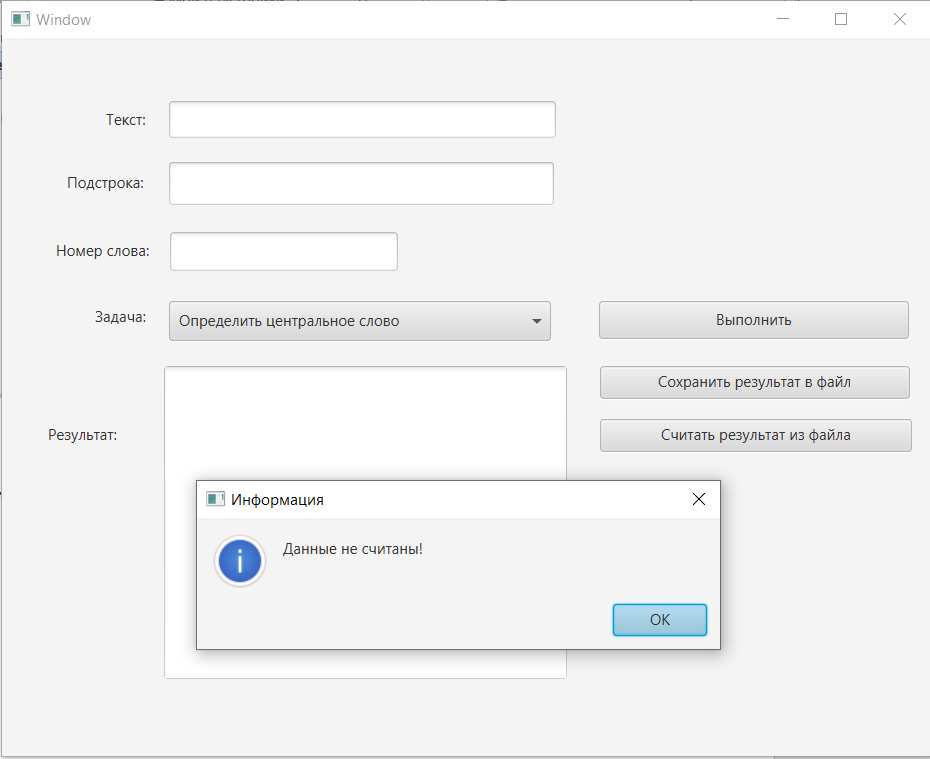 Window
Текст:
Подстрока:
Номер слова:
Задача:
Определить центральное слово
Выполнить
Сохранить результат в файл
Считать результат из файла
Результат:
Информация
Данные не считаны!
OK